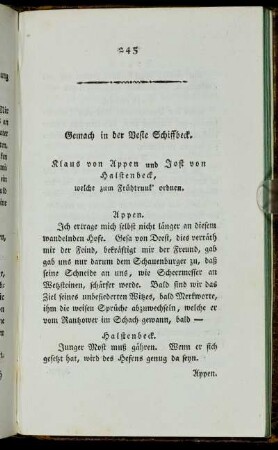 245
Gemach in der Veste Schiffbeck.
Klaus von Appen und Jost von
Halstenbeck,
welche zum Frühtrunk' ordnen.
Appen.
Ich ertrage mich selbst nicht länger an diesem
wandelnden Hofe. Gesa von Deest, dies verräth
mir der Feind, bekräftigt mir der Freund, gab
gab uns nur darum dem Schauenburger zu, daß
seine Schneide an uns, wie Scheermesser an
Wetzsteinen, schärfer werde. Bald sind wir das
Ziel seines unbefiederten Witzes, bald Merkworte,
ihm die weisen Sprüche abzuwechseln, welche er
vom Rantzower im Schach gewann, bald —
Halstenbeck.
Junger Most muß gähren. Wenn er sich
gesetzt hat, wird des Hefens genug da seyn.
Appen.